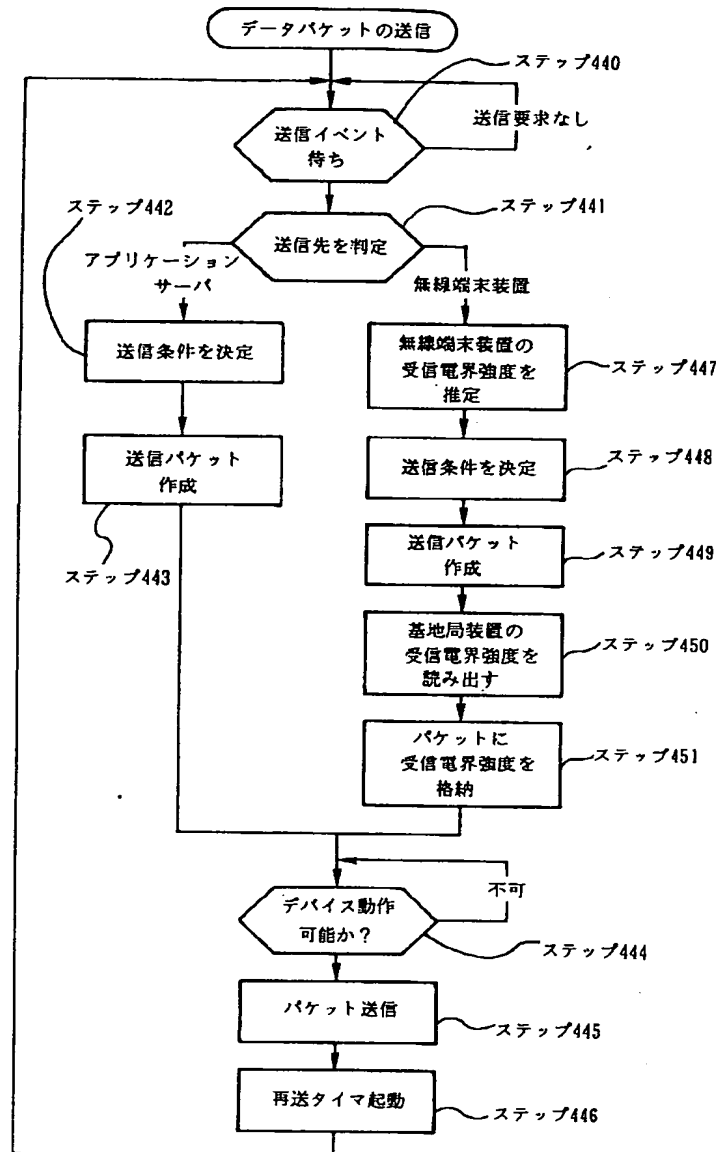 データパケットの送信
ステップ440
送信要求なし
送信イベント
待ち
ステップ442
ステップ441
送信先を判定
アプリケーション
サーバ
無線端末装置
送信条件を決定
無線端末装置の
受信電界強度を
推定
ステップ447
送信条件を決定
ステップ448
送信パケット
作成
ステップ443
送信パケット
作成
ステップ449
基地局装置の
受信電界強度を
読み出す
ステップ450
パケットに
受信電界強度を
格納
ステップ451
不可
デバイス動作
可能か?
ステップ444
パケット送信
ステップ445
再送タイマ起動
ステップ446